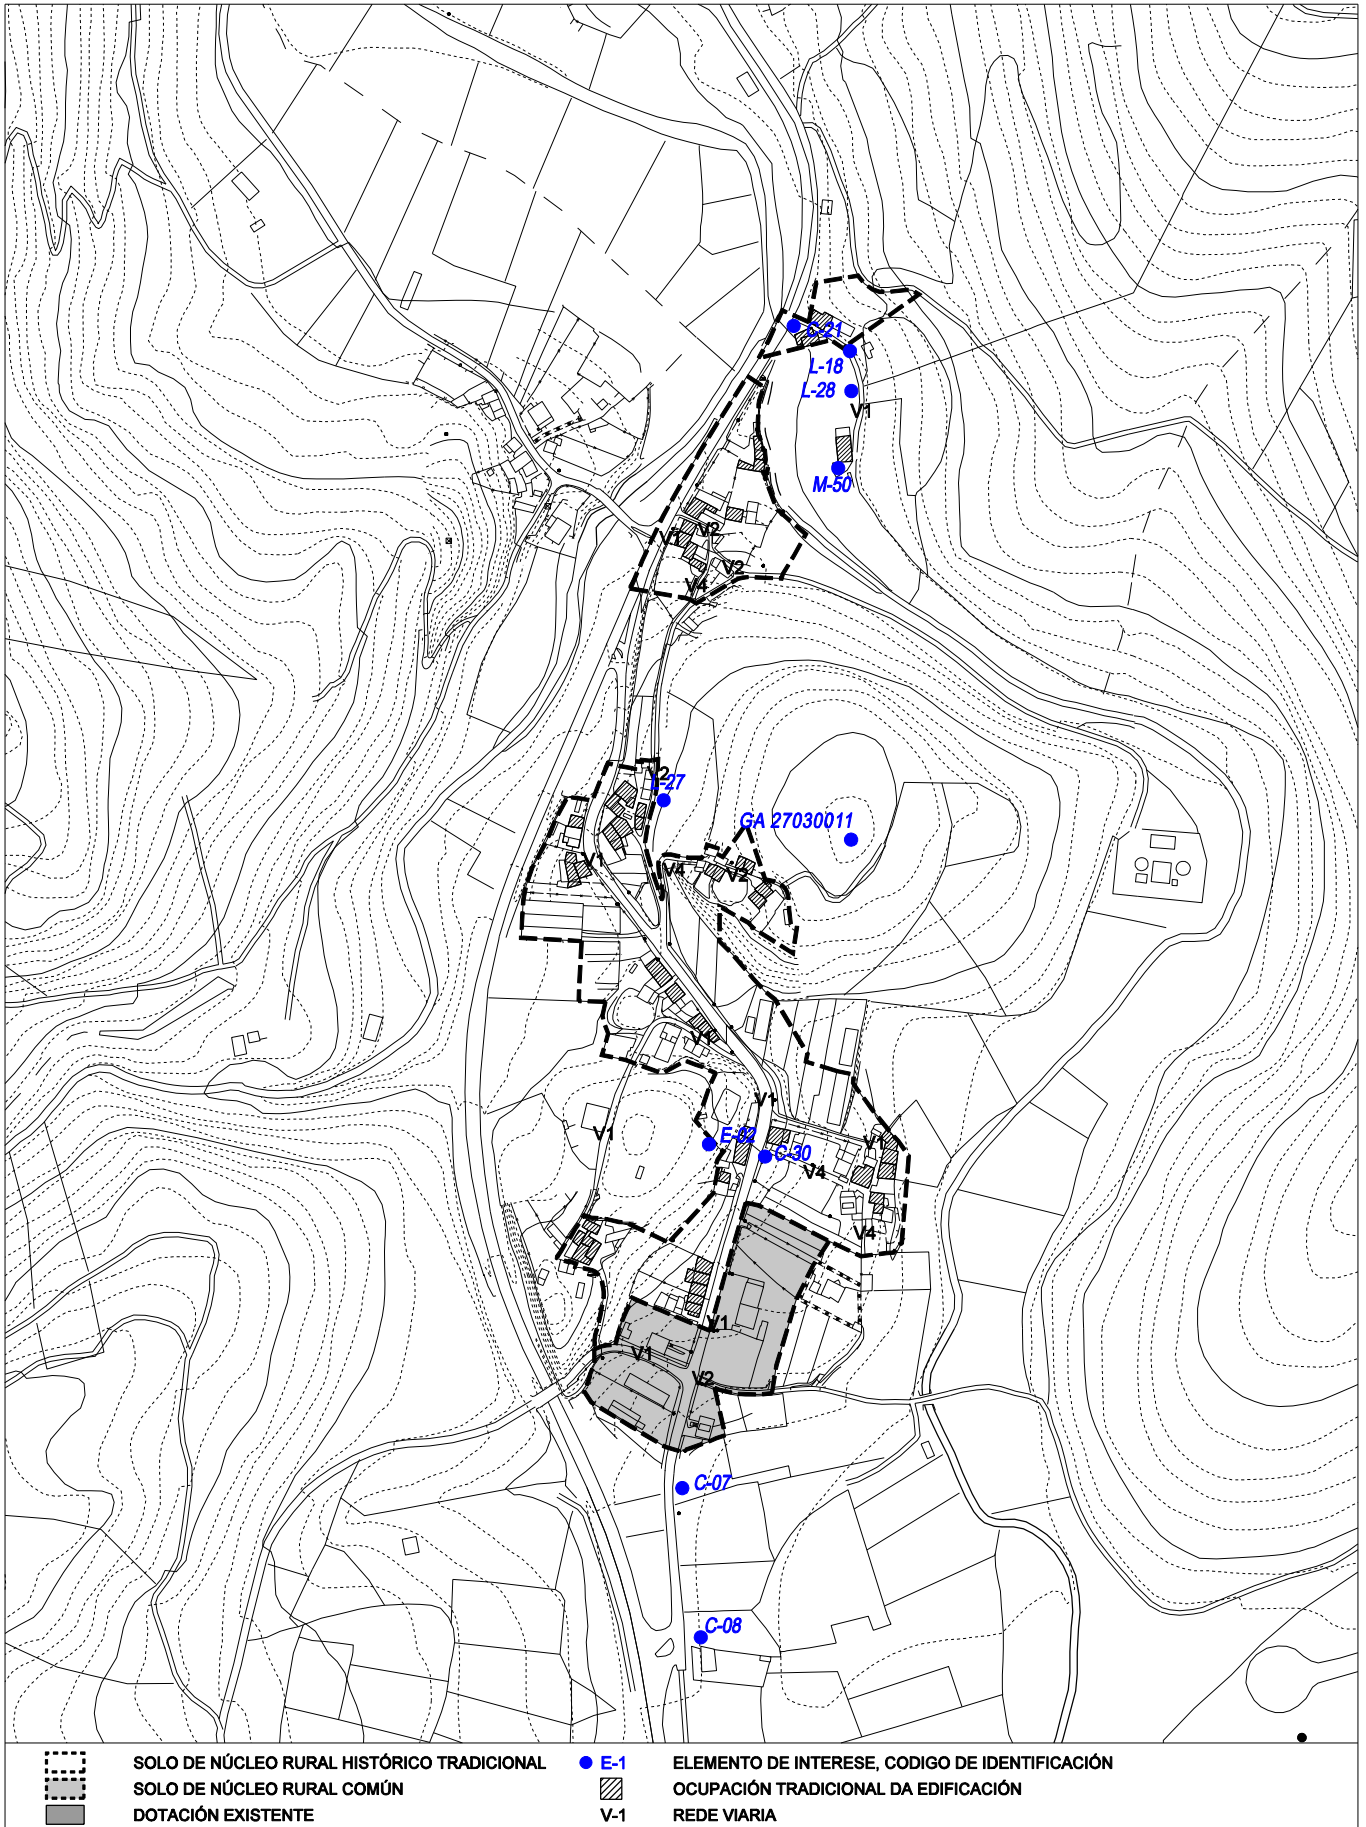 C-21
L-18
L-28
V1
M-50
V2
V1
V2
V4
V2
L-27
GA 27030011
V1
V4
V2
V1
V1
V1
E-02
V1
C-30
V4
V4
V1
V1
V2
C-07
C-08
SOLO DE NÚCLEO RURAL HISTÓRICO TRADICIONAL
E-1
ELEMENTO DE INTERESE, CODIGO DE IDENTIFICACIÓN
SOLO DE NÚCLEO RURAL COMÚN
OCUPACIÓN TRADICIONAL DA EDIFICACIÓN
DOTACIÓN EXISTENTE
V-1
REDE VIARIA